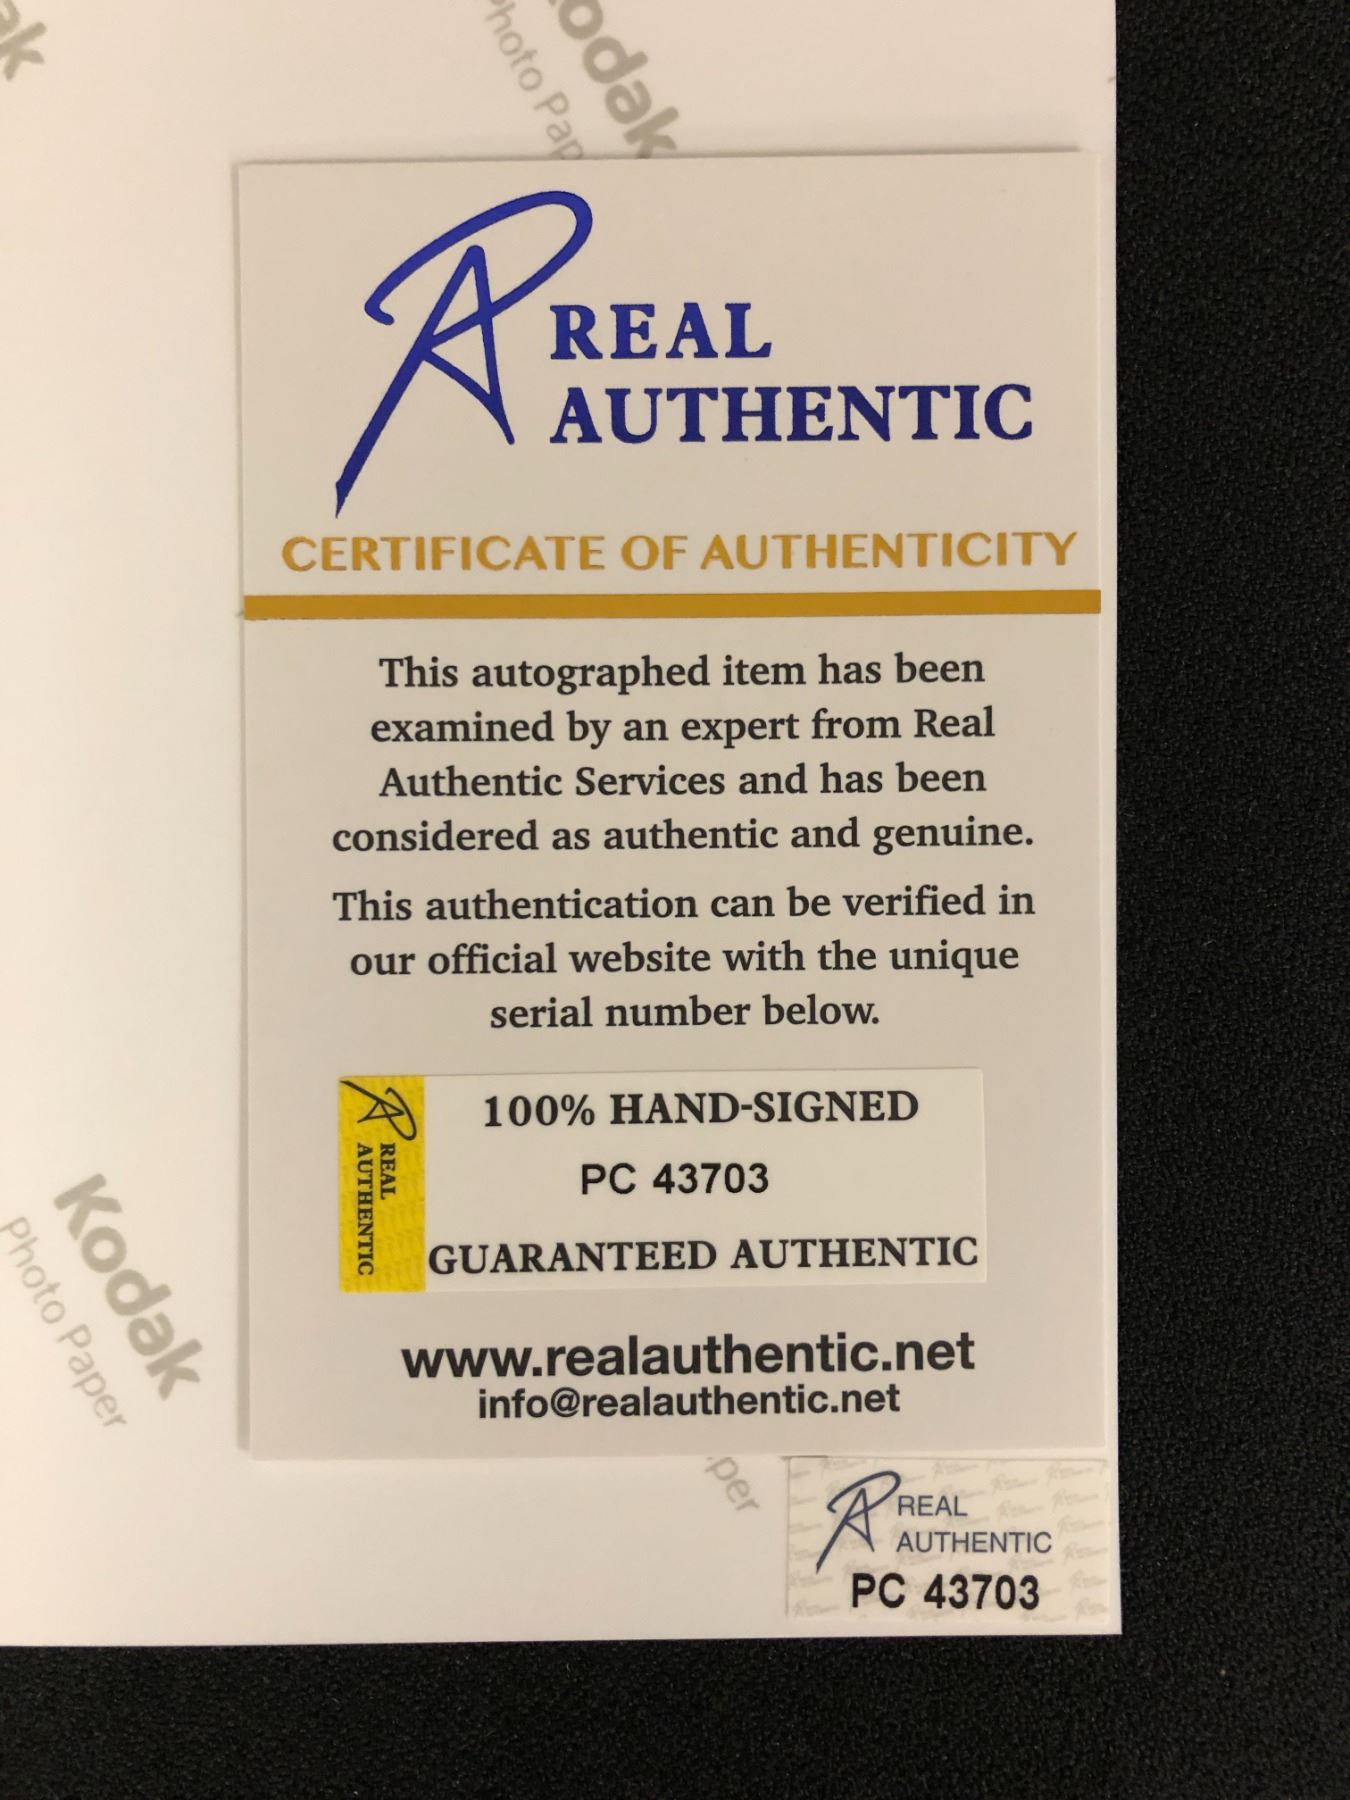 ak
Kodak
Photo Pap
REAL
AUTHENTIC
CERTIFICATE OF AUTHENTICITY
This autographed item has been
examined by an expert from Real
Authentic Services and has been
considered as authentic and genuine.
This authentication can be verified in
our official website with the unique
serial number below.
REAL
AUTHENTIC
100% HAND-SIGNED
PC 43703
GUARANTEED AUTHENTIC
Kodak
Photo Paper
www.realauthentic.net
info@realauthentic.net
per
REAL
AUTHENTIC
PC 43703